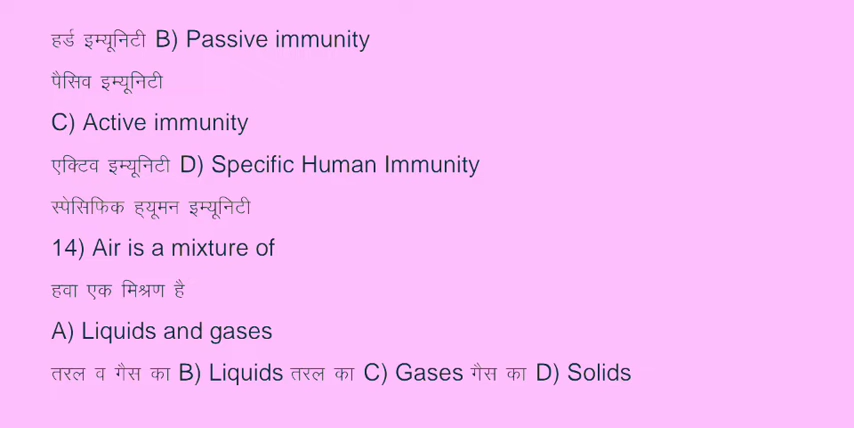 हर्ड इम्यूनिटी B) Passive immunity
पैसिव इम्यूनिटी
C) Active immunity
एक्टिव इम्यूनिटी D) Specific Human Immunity
स्पेसिफिक ह्यूमन इम्यूनिटी
14) Air is a mixture of
हवा एक मिश्रण है
A) Liquids and gases
तरल व गैस का B) Liquids तरल का C) Gases गैस का D) Solids